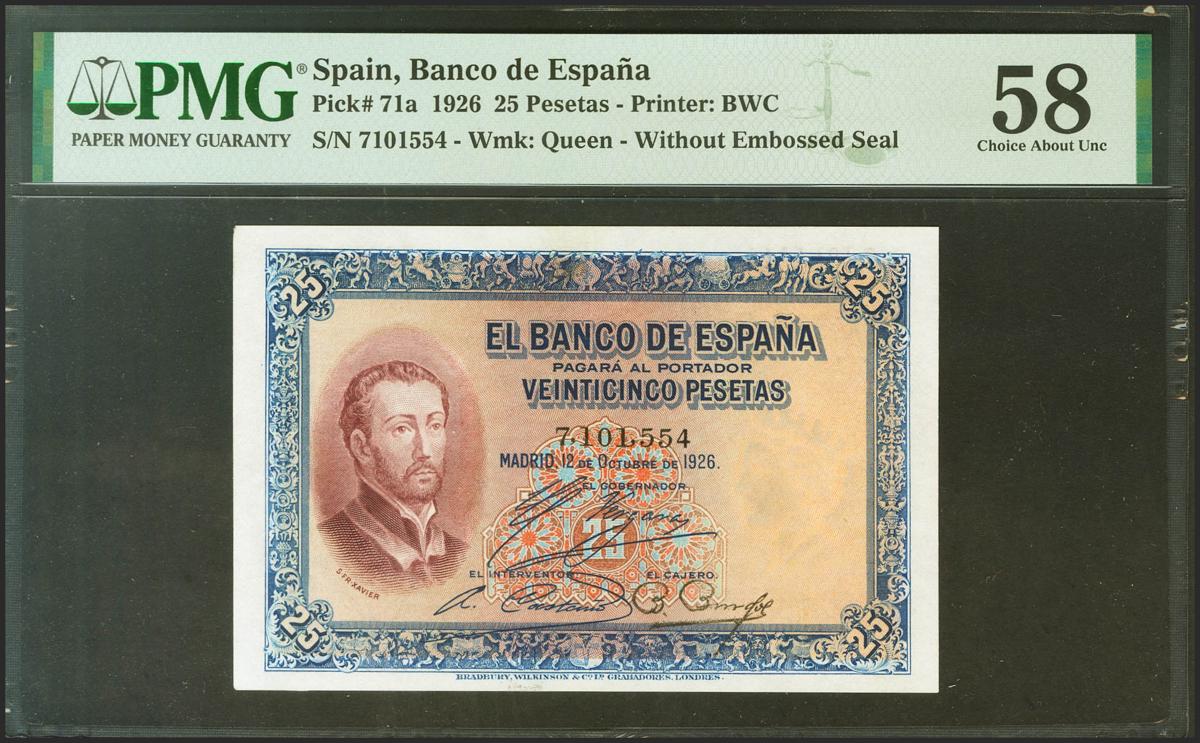 PMG®
PAPER MONEY GUARANTY
Spain, Banco de España
Pick# 71a 1926 25 Pesetas - Printer: BWC
S/N 7101554 - Wmk: Queen - Without Embossed Seal
58
Choice About Unc
25 25
EL BANCO DE ESPAÑA
PAGARÁ AL PORTADOR
VEINTICINCO PESETAS
7101554
MADRID, 12 DE OCTUBRE DE 1926.
EL GOBERNADOR
25
EL INTERVENTOR, EL CAJERO.
S. FR. XAVIER
25 25
BRADBURY, WILKINSON & Cº Lᴰ GRABADORES, LONDRES.